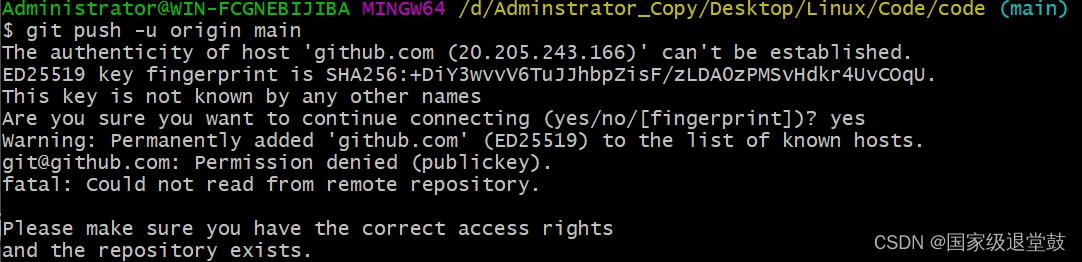 Administrator@WIN-FCGNEBIJIBA MINGW64 /d/Adminstrator_Copy/Desktop/Linux/Code/code (main)
$ git push -u origin main
The authenticity of host 'github.com (20.205.243.166)' can't be established.
ED25519 key fingerprint is SHA256:+DiY3wvvV6TuJJhbpZisF/zLDA0zPMSvHdkr4UvCOqU.
This key is not known by any other names
Are you sure you want to continue connecting (yes/no/[fingerprint])? yes
Warning: Permanently added 'github.com' (ED25519) to the list of known hosts.
git@github.com: Permission denied (publickey).
fatal: Could not read from remote repository.
Please make sure you have the correct access rights
and the repository exists.
CSDN @国家级退堂鼓